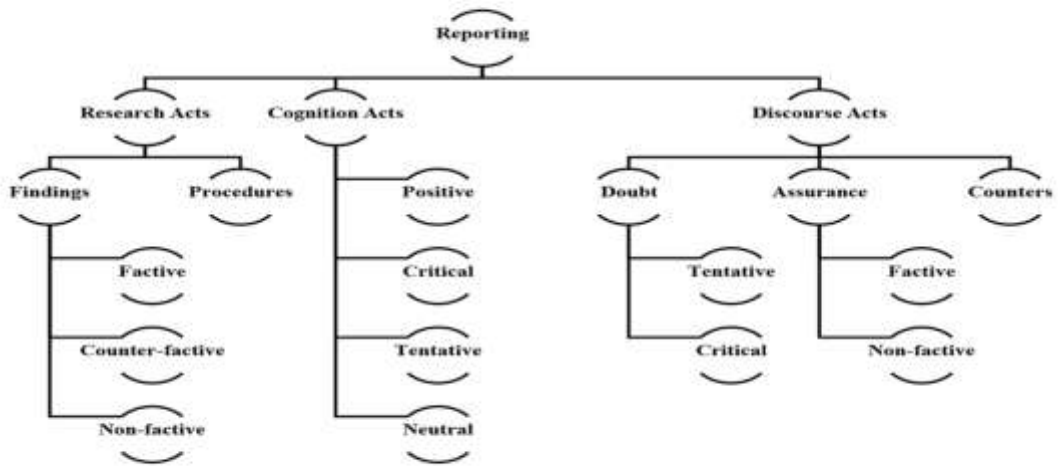 Reporting
Research Acts
Cognition Acts
Discourse Acts
Findings
Procedures
Positive
Doubt
Assurance
Counters
Factive
Critical
Tentative
Factive
Counter-factive
Tentative
Critical
Non-factive
Non-factive
Neutral